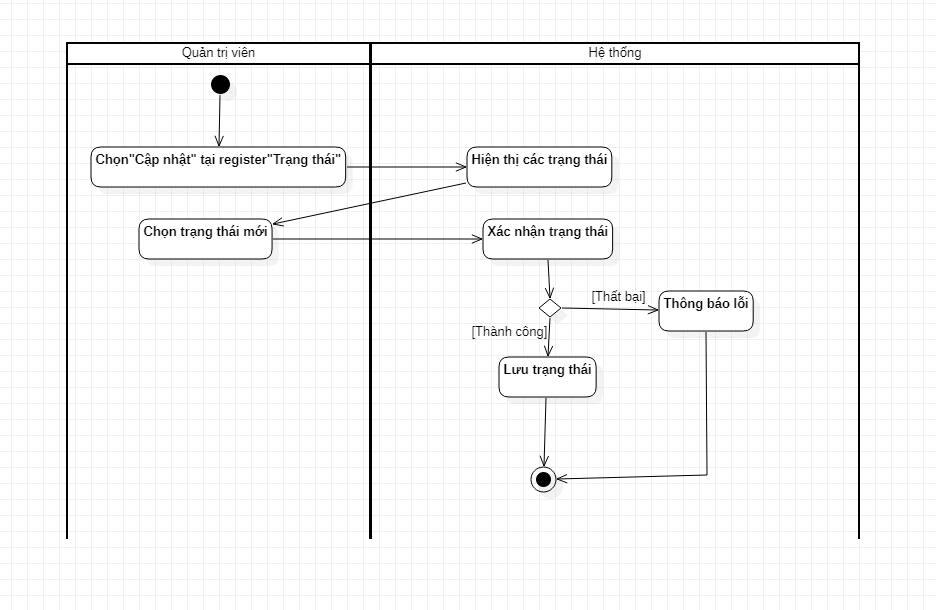 Quản trị viên
Hệ thống
Chọn"Cập nhật" tại register"Trạng thái"
Hiện thị các trạng thái
Chọn trạng thái mới
Xác nhận trạng thái
[Thất bại]
Thông báo lỗi
[Thành công]
Lưu trạng thái